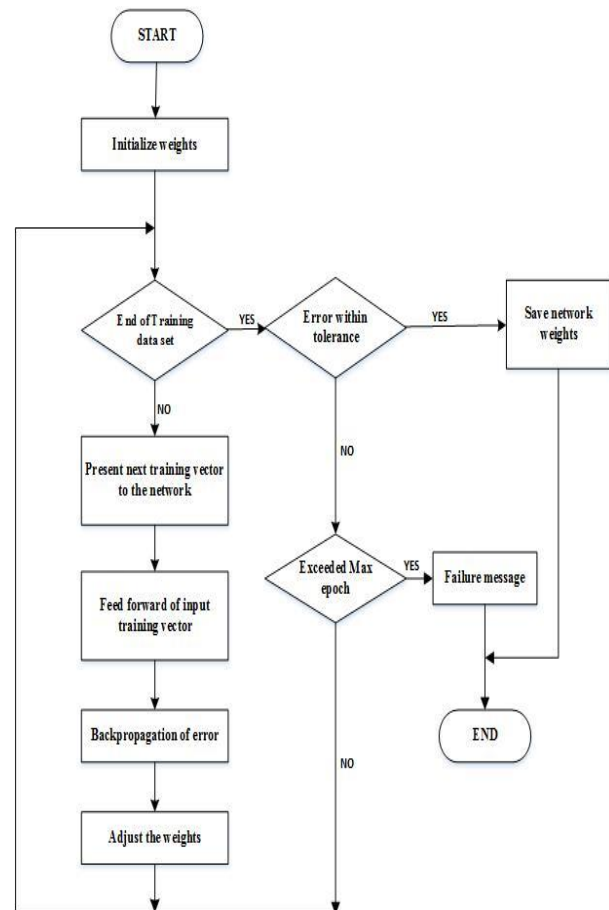 START
Initialize weights
End of Training
data set
YES
Error within
tolerance
YES
Save network
weights
NO
NO
Present next training vector
to the network
Exceeded Max
epoch
YES
Failure message
Feed forward of input
training vector
Backpropagation of error
END
NO
Adjust the weights